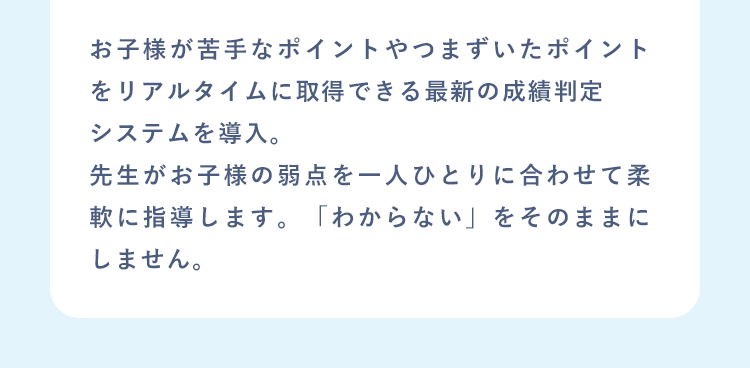 お子様が苦手なポイントやつまずいたポイント
をリアルタイムに取得できる最新の成績判定
システムを導入。
先生がお子様の弱点を一人ひとりに合わせて柔
軟に指導します。「わからない」をそのままに
しません。